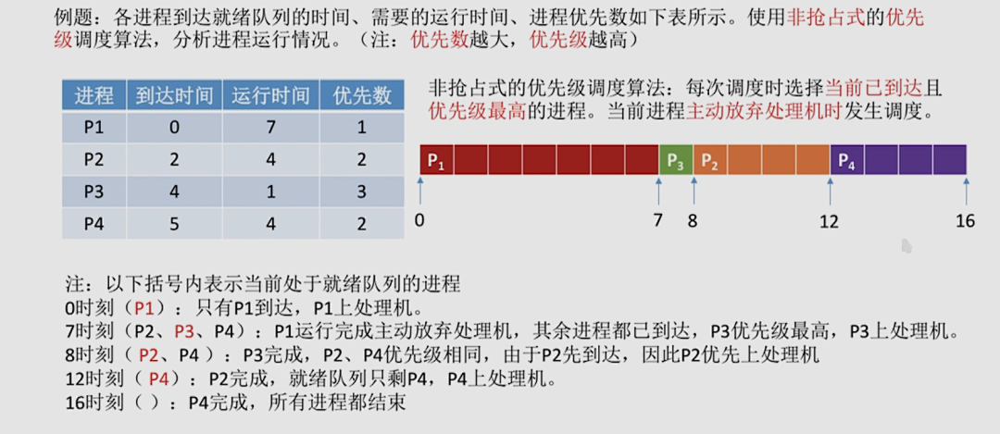 例题：各进程到达就绪队列的时间、需要的运行时间、进程优先数如下表所示。使用非抢占式的优先
级调度算法，分析进程运行情况。（注：优先数越大，优先级越高）
进程 到达时间 运行时间 优先数
P1 0 7 1
P2 2 4 2
P3 4 1 3
P4 5 4 2
非抢占式的优先级调度算法：每次调度时选择当前已到达且
优先级最高的进程。当前进程主动放弃处理机时发生调度。
P1 P3 P2 P4
0 7 8 12 16
注：以下括号内表示当前处于就绪队列的进程
0时刻（P1）：只有P1到达，P1上处理机。
7时刻（P2、P3、P4）：P1运行完成主动放弃处理机，其余进程都已到达，P3优先级最高，P3上处理机。
8时刻（ P2、P4 ）：P3完成，P2、P4优先级相同，由于P2先到达，因此P2优先上处理机
12时刻（ P4）：P2完成，就绪队列只剩P4，P4上处理机。
16时刻（ ）：P4完成，所有进程都结束